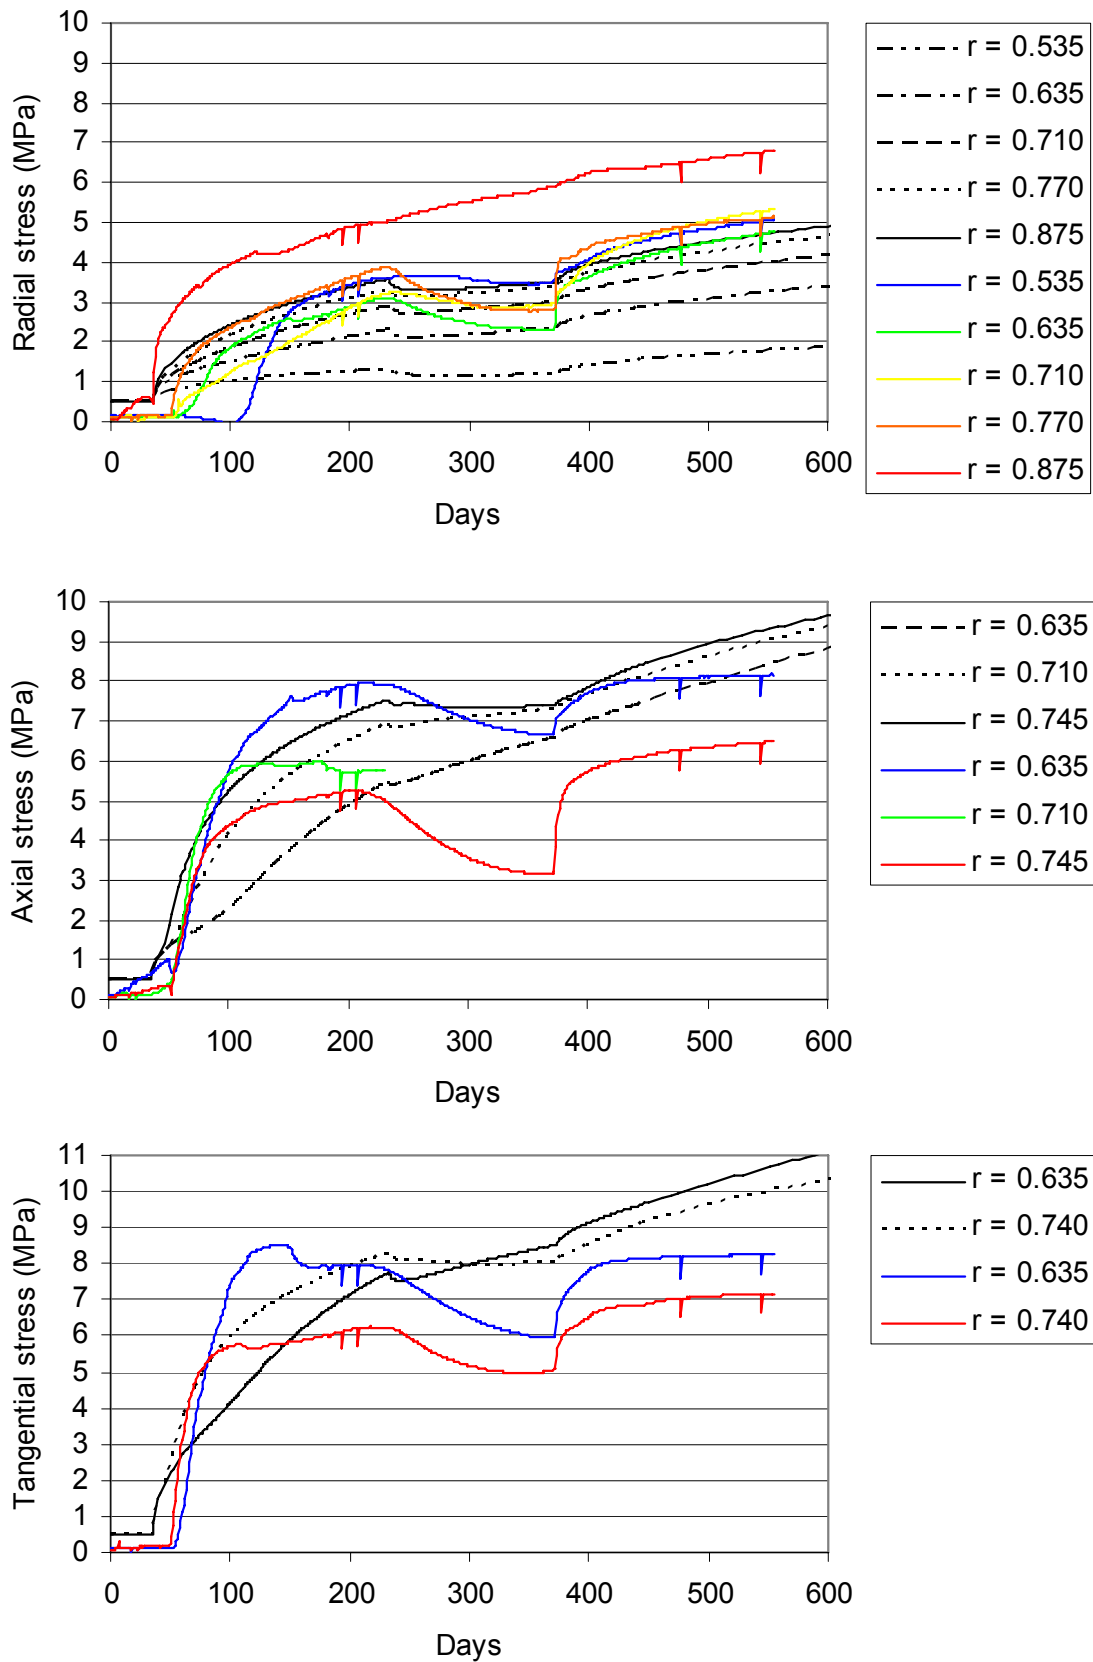 10
9
8
7
6
5
4
3
2
1
0
Radial stress (MPa)
0 100 200 300 400 500 600
Days
r = 0.535
r = 0.635
r = 0.710
r = 0.770
r = 0.875
r = 0.535
r = 0.635
r = 0.710
r = 0.770
r = 0.875
10
9
8
7
6
5
4
3
2
1
0
Axial stress (MPa)
0 100 200 300 400 500 600
Days
r = 0.635
r = 0.710
r = 0.745
r = 0.635
r = 0.710
r = 0.745
11
10
9
8
7
6
5
4
3
2
1
0
Tangential stress (MPa)
0 100 200 300 400 500 600
Days
r = 0.635
r = 0.740
r = 0.635
r = 0.740